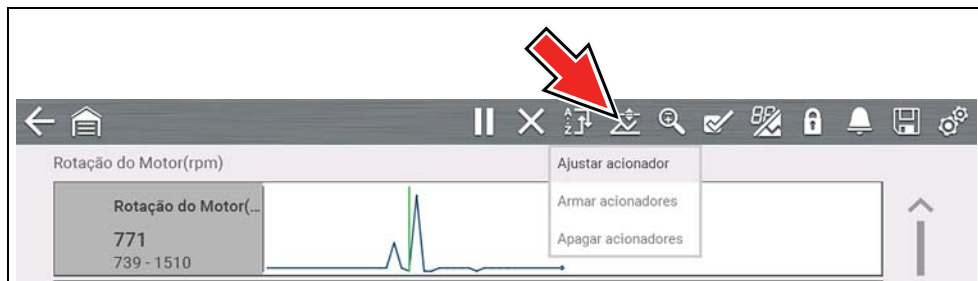 Rotação do Motor(rpm)
Ajustar acionador
Rotação do Motor(...
Armar acionadores
771
Apagar acionadores
739 - 1510